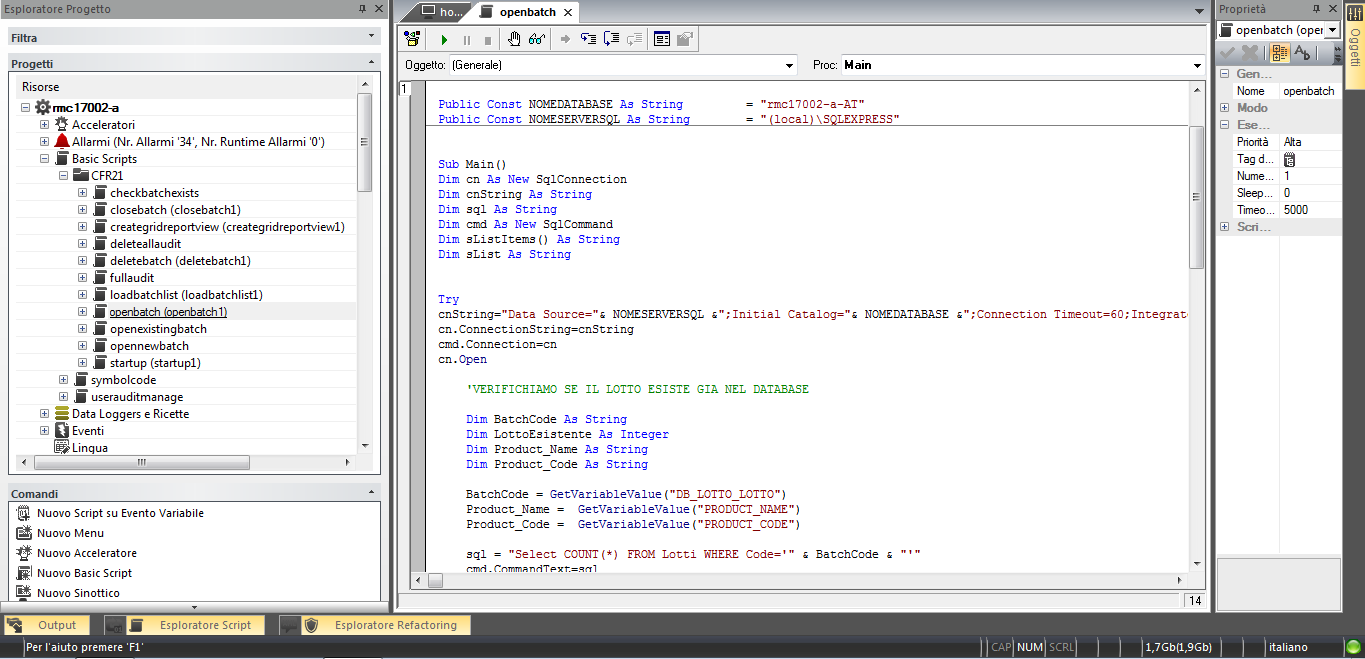 Esploratore Progetto
Filtra
Progetti
Risorse
rmc17002-a
Acceleratori
Allarmi (Nr. Allarmi '34', Nr. Runtime Allarmi '0')
Basic Scripts
CFR21
checkbatchexists
closebatch (closebatch1)
creategridreportview (creategridreportview1)
deleteallaudit
deletebatch (deletebatch1)
fullaudit
loadbatchlist (loadbatchlist1)
openbatch (openbatch1)
openexistingbatch
opennewbatch
startup (startup1)
symbolcode
userauditmanage
Data Loggers e Ricette
Eventi
Lingua
Comandi
Nuovo Script su Evento Variabile
Nuovo Menu
Nuovo Acceleratore
Nuovo Basic Script
Nuovo Sinottico
ho... openbatch
Oggetto: (Generale) Proc: Main
1
Public Const NOMEDATABASE As String = "rmc17002-a-AT"
Public Const NOMESERVERSQL As String = "(local)\SQLEXPRESS"
Sub Main()
Dim cn As New SqlConnection
Dim cnString As String
Dim sql As String
Dim cmd As New SqlCommand
Dim sListItems() As String
Dim sList As String
Try
cnString="Data Source="& NOMESERVERSQL &";Initial Catalog="& NOMEDATABASE &";Connection Timeout=60;Integrat
cn.ConnectionString=cnString
cmd.Connection=cn
cn.Open
'VERIFICHIAMO SE IL LOTTO ESISTE GIA NEL DATABASE
Dim BatchCode As String
Dim LottoEsistente As Integer
Dim Product_Name As String
Dim Product_Code As String
BatchCode = GetVariableValue("DB_LOTTO_LOTTO")
Product_Name = GetVariableValue("PRODUCT_NAME")
Product_Code = GetVariableValue("PRODUCT_CODE")
sql = "Select COUNT(*) FROM Lotti WHERE Code='" & BatchCode & "'"
cmd.CommandText=sql
14
Proprietà
openbatch (oper
Gen...
Nome openbatch
Modo
Ese...
Priorità Alta
Tag d...
Nume... 1
Sleep... 0
Timeo... 5000
Scri...
Oggetti
Output Esploratore Script Esploratore Refactoring
Per l'aiuto premere 'F1' CAP NUM SCRL 1,7Gb(1,9Gb) italiano